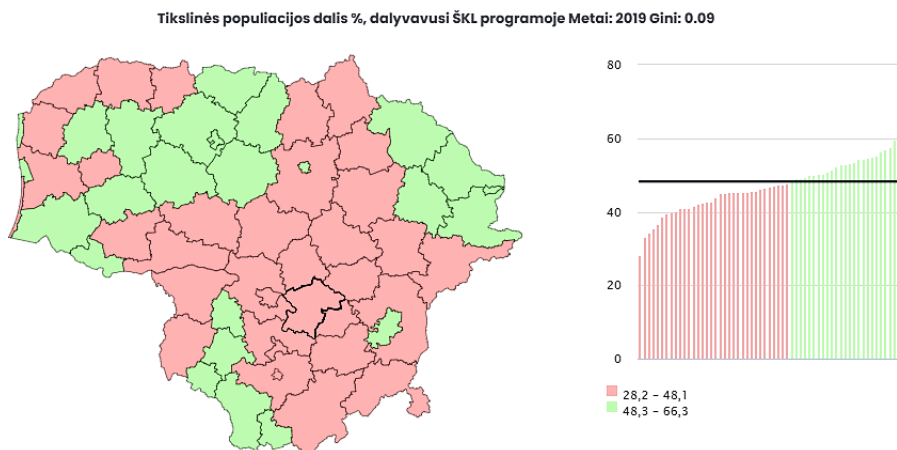 Tikslinės populiacijos dalis %, dalyvavusi ŠKL programoje Metai: 2019 Gini: 0.09
80
60
40
20
0
28,2 – 48,1
48,3 – 66,3